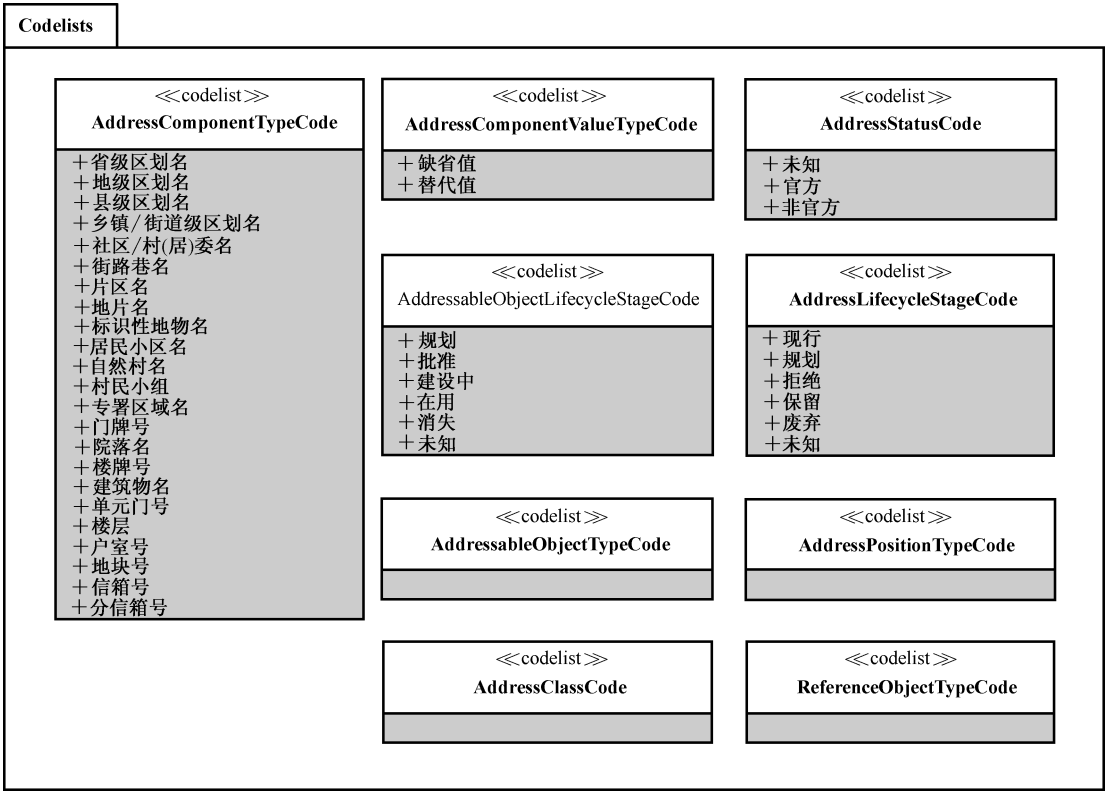 Codelists
≪codelist≫
AddressComponentTypeCode
+省级区划名
+地级区划名
+县级区划名
+乡镇/街道级区划名
+社区/村(居)委名
+街路巷名
+片区名
+地片名
+标识性地物名
+居民小区名
+自然村名
+村民小组
+专署区域名
+门牌号
+院落名
+楼牌号
+建筑物名
+单元门号
+楼层
+户室号
+地块号
+信箱号
+分信箱号
≪codelist≫
AddressComponentValueTypeCode
+缺省值
+替代值
≪codelist≫
AddressStatusCode
+未知
+官方
+非官方
≪codelist≫
AddressableObjectLifecycleStageCode
+规划
+批准
+建设中
+在用
+消失
+未知
≪codelist≫
AddressLifecycleStageCode
+现行
+规划
+拒绝
+保留
+废弃
+未知
≪codelist≫
AddressableObjectTypeCode
≪codelist≫
AddressPositionTypeCode
≪codelist≫
AddressClassCode
≪codelist≫
ReferenceObjectTypeCode